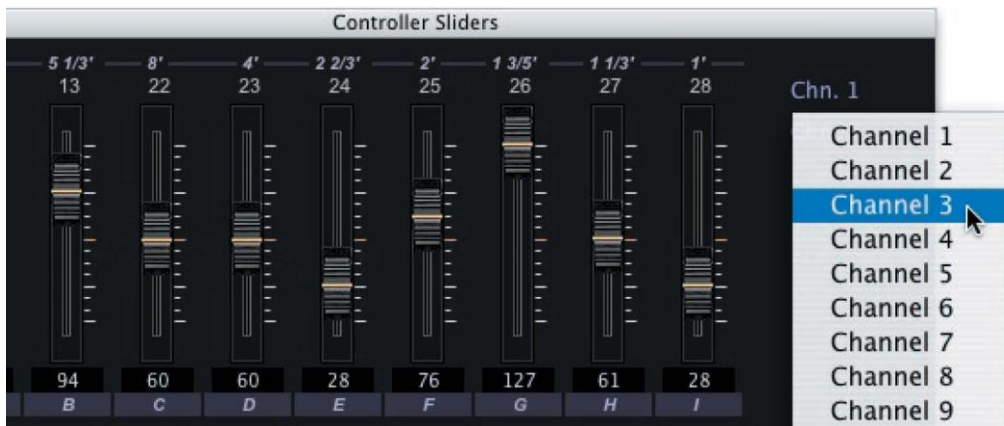 Controller Sliders
5 1/3' 8' 4' 2 2/3' 2' 1 3/5' 1 1/3' 1'
13 22 23 24 25 26 27 28
Chn. 1
Channel 1
Channel 2
Channel 3
Channel 4
Channel 5
Channel 6
Channel 7
Channel 8
Channel 9
94 60 60 28 76 127 61 28
B C D E F G H I